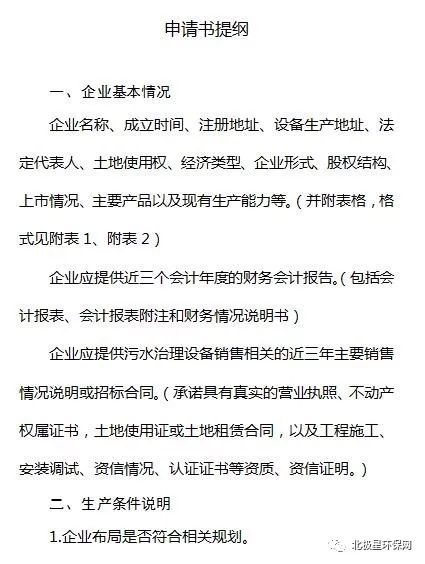 申请书提纲
一、企业基本情况
企业名称、成立时间、注册地址、设备生产地址、法
定代表人、土地使用权、经济类型、企业形式、股权结构、
上市情况、主要产品以及现有生产能力等。（并附表格，格
式见附表1、附表2）
企业应提供近三个会计年度的财务会计报告。（包括会
计报表、会计报表附注和财务情况说明书）
企业应提供污水治理设备销售相关的近三年主要销售
情况说明或招标合同。（承诺具有真实的营业执照、不动产
权属证书，土地使用证或土地租赁合同，以及工程施工、
安装调试、资信情况、认证证书等资质、资信证明。）
二、生产条件说明
1.企业布局是否符合相关规划。
北极星环保网